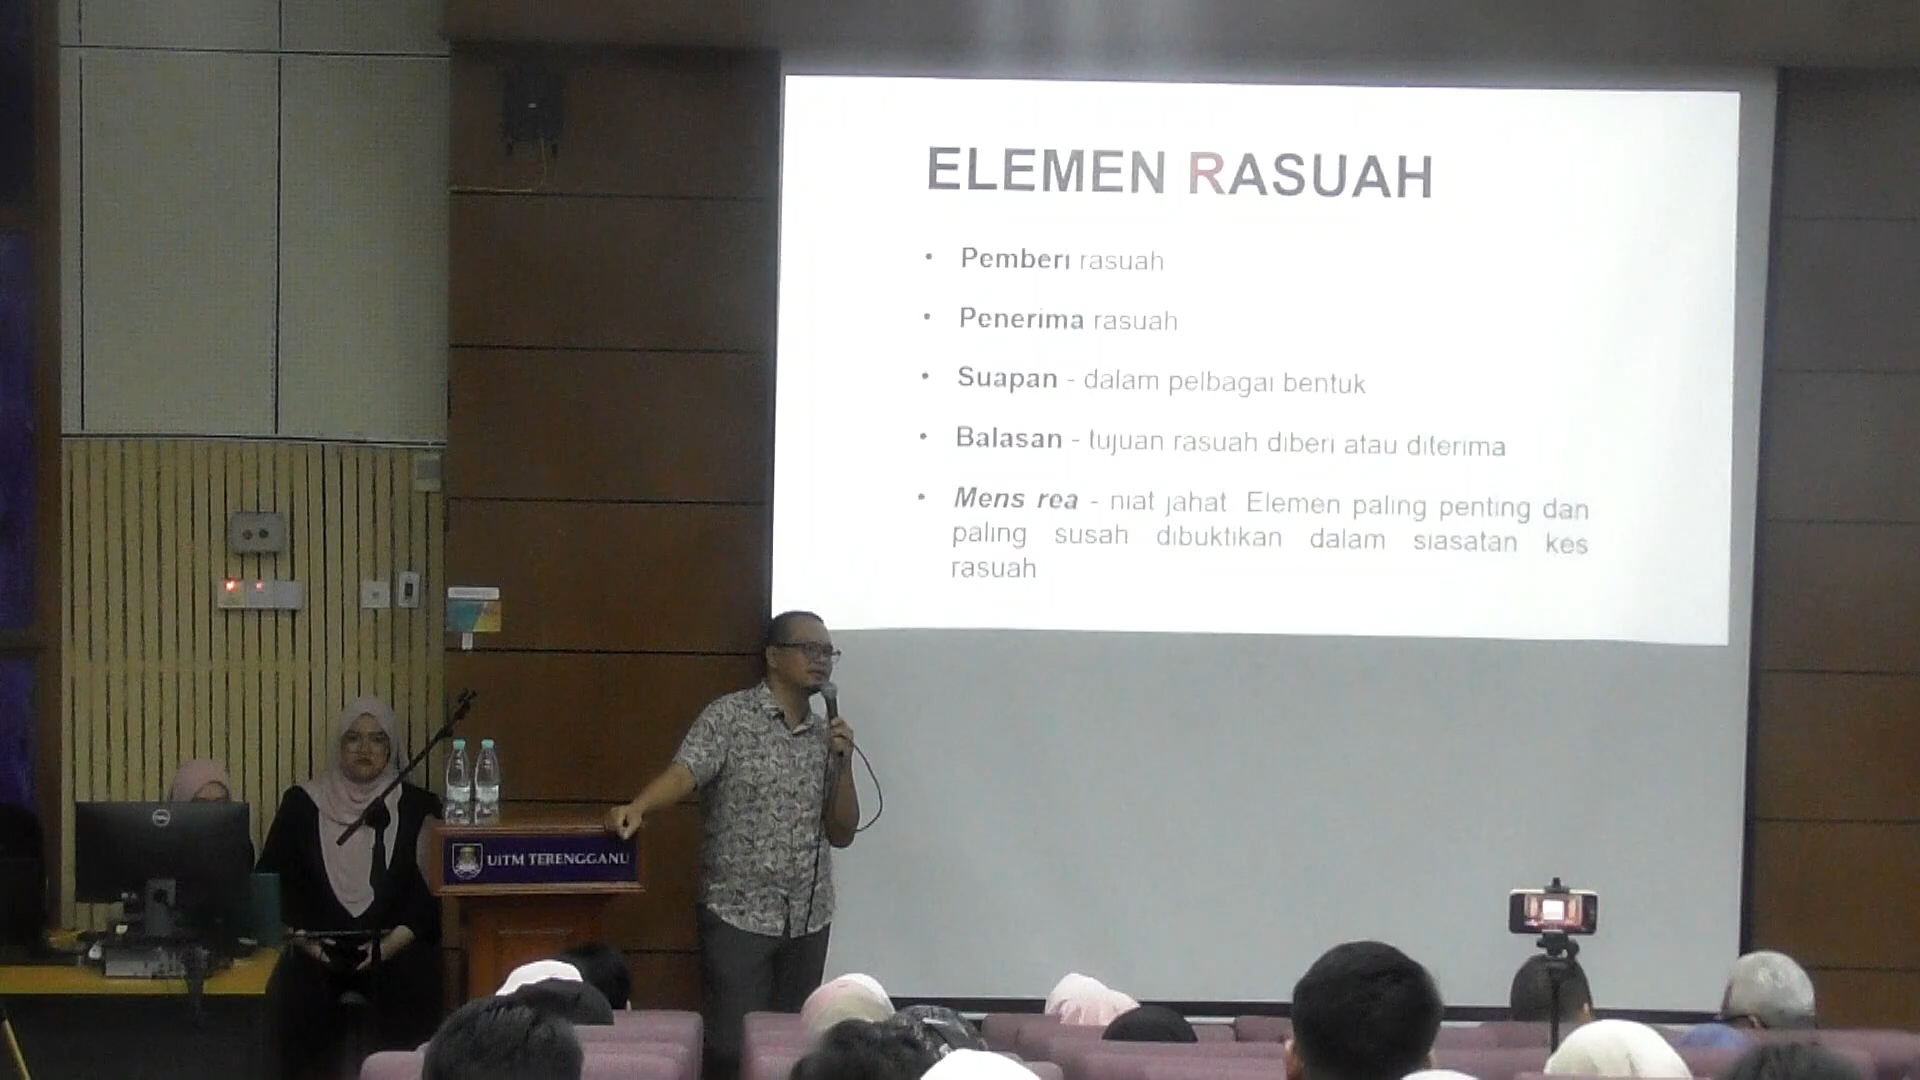 ELEMEN RASUAH
• Pemberi rasuah
• Penerima rasuah
• Suapan - dalam pelbagai bentuk
• Balasan - tujuan rasuah diberi atau diterima
• Mens rea - niat jahat. Elemen paling penting dan
paling susah dibuktikan dalam siasatan kes
rasuah
UiTM TERENGGANU
DELL